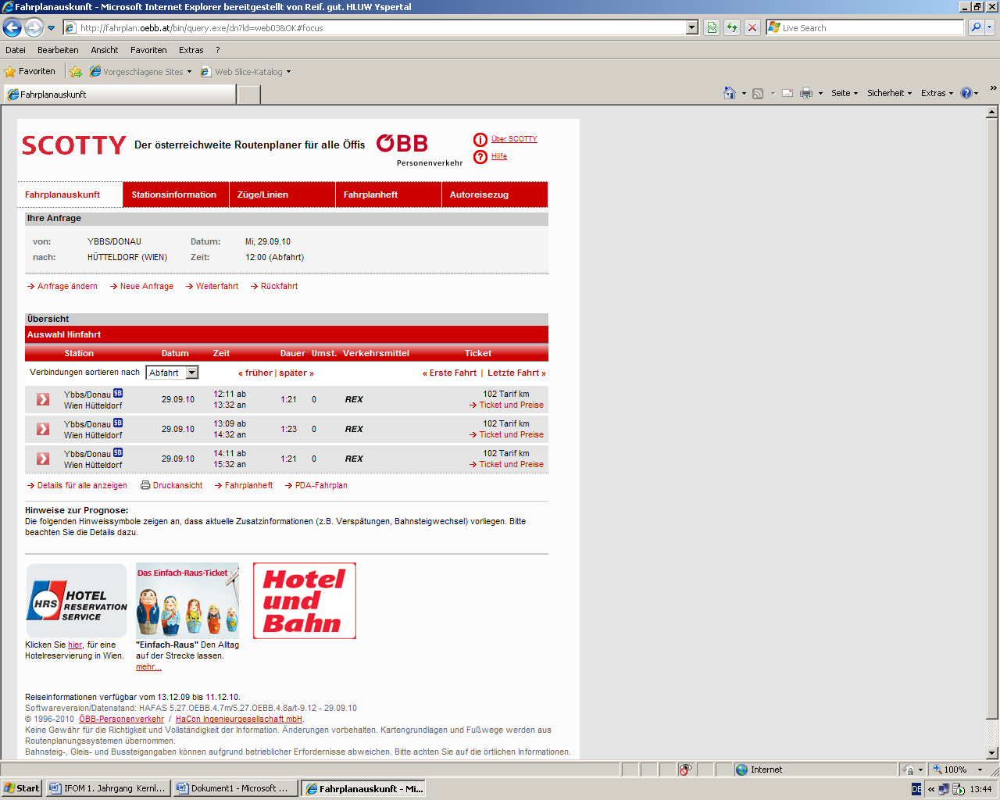 Fahrplanauskunft - Microsoft Internet Explorer bereitgestellt von Reif. gut. HLUW Yspertal
http://fahrplan.oebb.at/bin/query.exe/dn?ld=web03&OK#focus
Live Search
Datei Bearbeiten Ansicht Favoriten Extras ?
Favoriten Vorgeschlagene Sites Web Slice-Katalog
Fahrplanauskunft
Seite Sicherheit Extras »
SCOTTY Der österreichweite Routenplaner für alle Öffis ÖBB
Personenverkehr
Über SCOTTY
Hilfe
Fahrplanauskunft Stationsinformation Züge/Linien Fahrplanheft Autoreisezug
Ihre Anfrage
von: YBBS/DONAU Datum: Mi, 29.09.10
nach: HÜTTELDORF (WIEN) Zeit: 12:00 (Abfahrt)
Anfrage ändern Neue Anfrage Weiterfahrt Rückfahrt
Übersicht
Auswahl Hinfahrt
Station Datum Zeit Dauer Umst. Verkehrsmittel Ticket
Verbindungen sortieren nach Abfahrt « früher | später » « Erste Fahrt | Letzte Fahrt »
Ybbs/Donau SB 29.09.10 12:11 ab 1:21 0 REX 102 Tarif km
Wien Hütteldorf 13:32 an Ticket und Preise
Ybbs/Donau SB 29.09.10 13:09 ab 1:23 0 REX 102 Tarif km
Wien Hütteldorf 14:32 an Ticket und Preise
Ybbs/Donau SB 29.09.10 14:11 ab 1:21 0 REX 102 Tarif km
Wien Hütteldorf 15:32 an Ticket und Preise
Details für alle anzeigen Druckansicht Fahrplanheft PDA-Fahrplan
Hinweise zur Prognose:
Die folgenden Hinweissymbole zeigen an, dass aktuelle Zusatzinformationen (z.B. Verspätungen, Bahnsteigwechsel) vorliegen. Bitte
beachten Sie die Details dazu.
HRS HOTEL
RESERVATION
SERVICE
Klicken Sie hier, für eine
Hotelreservierung in Wien.
Das Einfach-Raus-Ticket
"Einfach-Raus" Den Alltag
auf der Strecke lassen.
mehr...
Hotel
und
Bahn
Reiseinformationen verfügbar vom 13.12.09 bis 11.12.10.
Softwareversion/Datenstand: HAFAS 5.27.OEBB.4.7m/5.27.OEBB.4.8a/t-9.12 - 29.09.10
© 1996-2010 ÖBB-Personenverkehr / HaCon Ingenieurgesellschaft mbH.
Keine Gewähr für die Richtigkeit und Vollständigkeit der Information. Änderungen vorbehalten. Kartengrundlagen und Fußwege werden aus
Routenplanungssystemen übernommen.
Bahnsteig-, Gleis- und Bussteigangaben können aufgrund betrieblicher Erfordernisse abweichen. Bitte achten Sie auf die örtlichen Informationen.
Internet 100%
Start IFOM 1. Jahrgang Kernl... Dokument1 - Microsoft ... Fahrplanauskunft - Mi... DE « 13:44